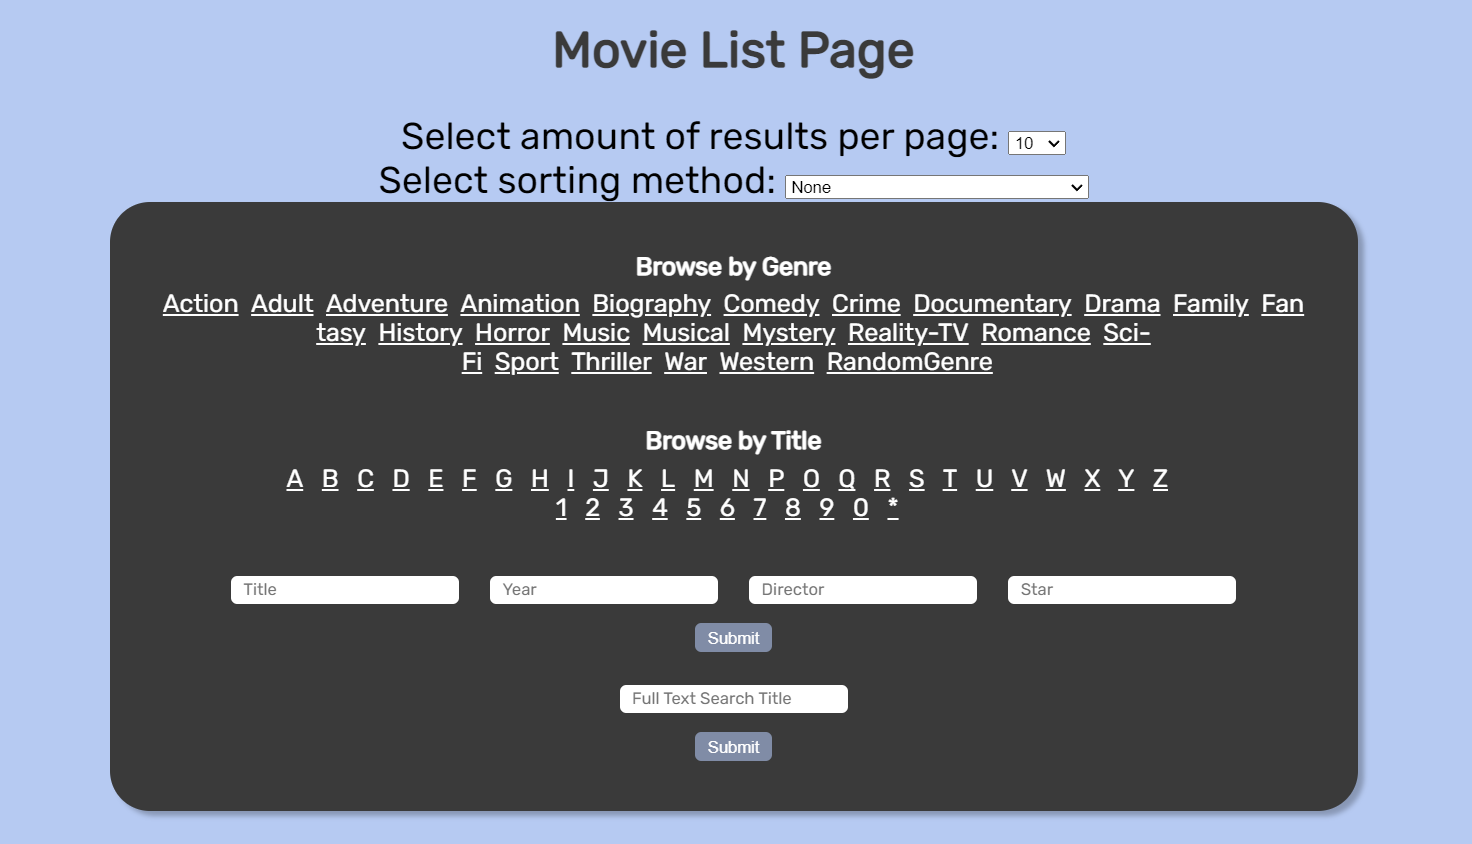 Movie List Page
Select amount of results per page: 10
Select sorting method: None
Browse by Genre
Action Adult Adventure Animation Biography Comedy Crime Documentary Drama Family Fan
tasy History Horror Music Musical Mystery Reality-TV Romance Sci-
Fi Sport Thriller War Western RandomGenre
Browse by Title
A B C D E F G H I J K L M N P O Q R S T U V W X Y Z
1 2 3 4 5 6 7 8 9 0 *
Title Year Director Star
Submit
Full Text Search Title
Submit